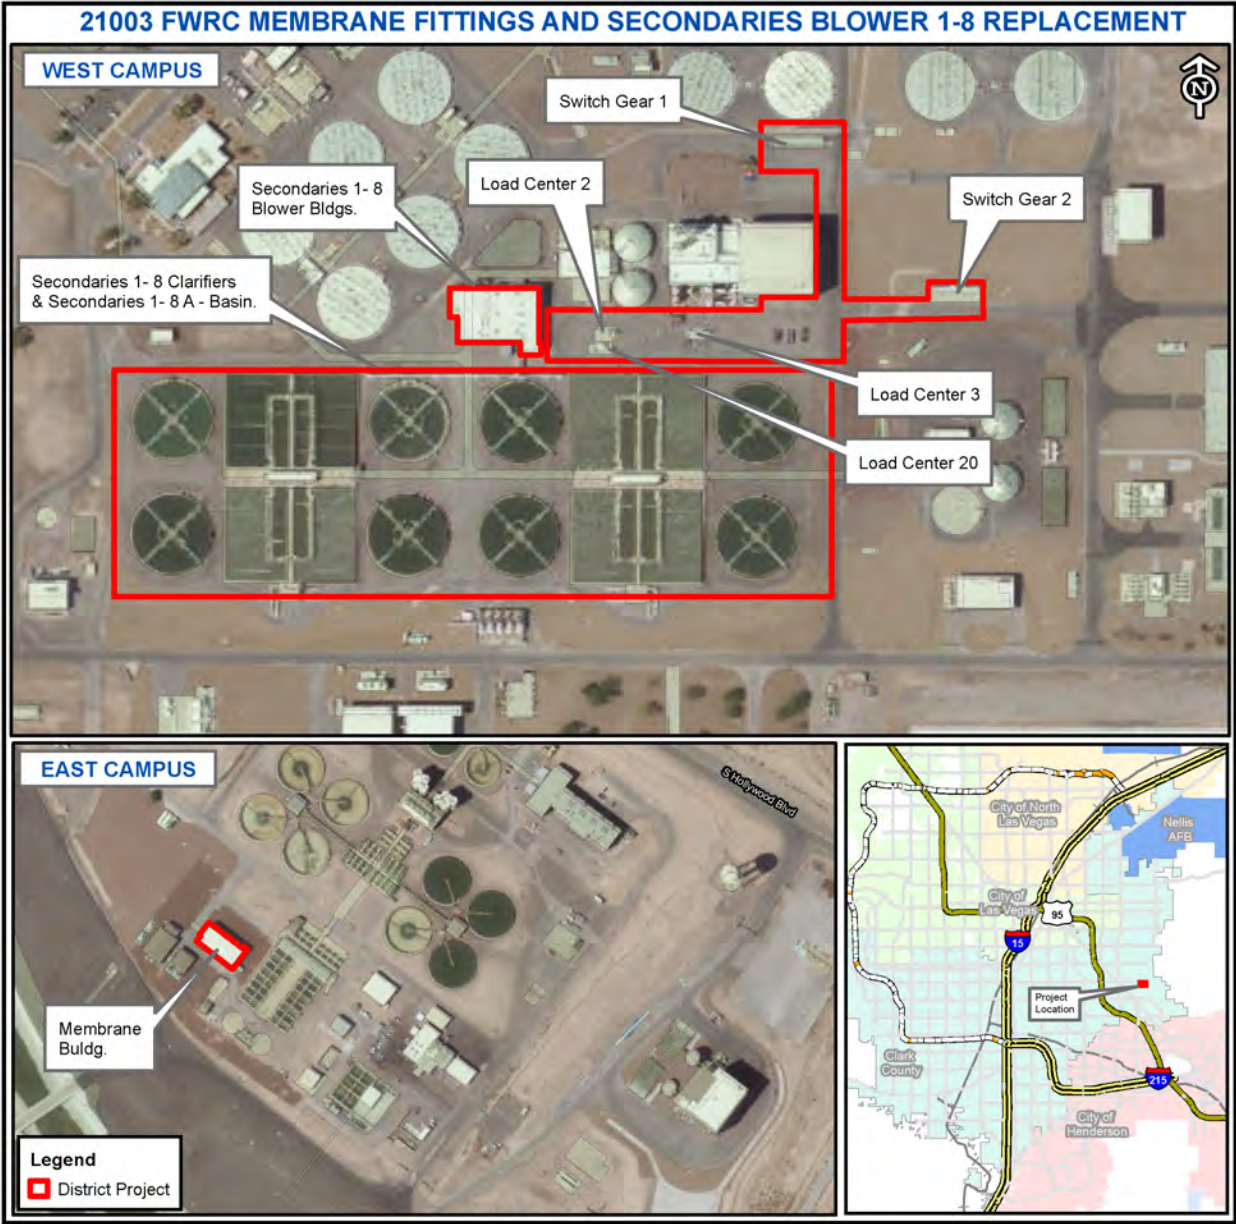 21003 FWRC MEMBRANE FITTINGS AND SECONDARIES BLOWER 1-8 REPLACEMENT
WEST CAMPUS
N
Switch Gear 1
Secondaries 1- 8
Blower Bldgs.
Load Center 2
Switch Gear 2
Secondaries 1- 8 Clarifiers
& Secondaries 1- 8 A - Basin.
Load Center 3
Load Center 20
EAST CAMPUS
S Hollywood Blvd
Membrane
Buldg.
Legend
District Project
City of North
Las Vegas
Nellis
AFB
City of
Las Vegas
95
15
Project
Location
Clark
County
215
City of
Henderson